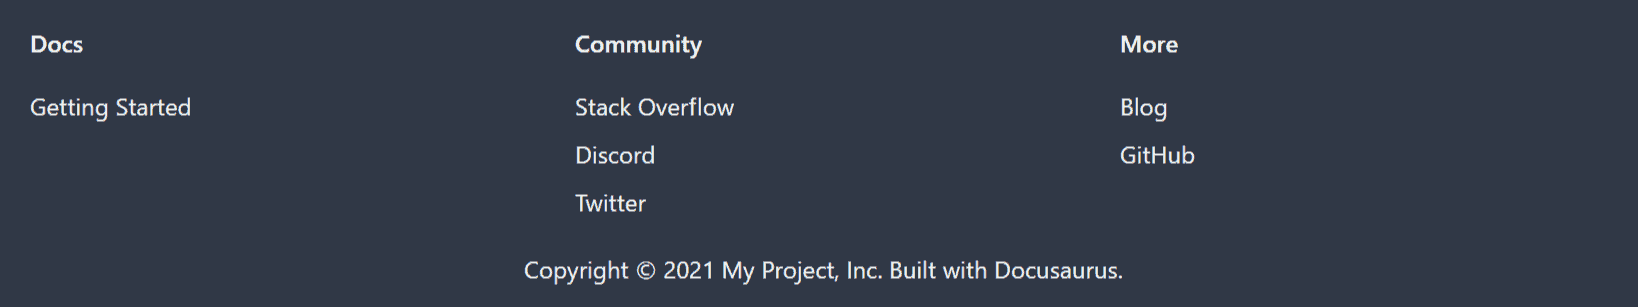 Docs
Getting Started
Community
Stack Overflow
Discord
Twitter
More
Blog
GitHub
Copyright © 2021 My Project, Inc. Built with Docusaurus.